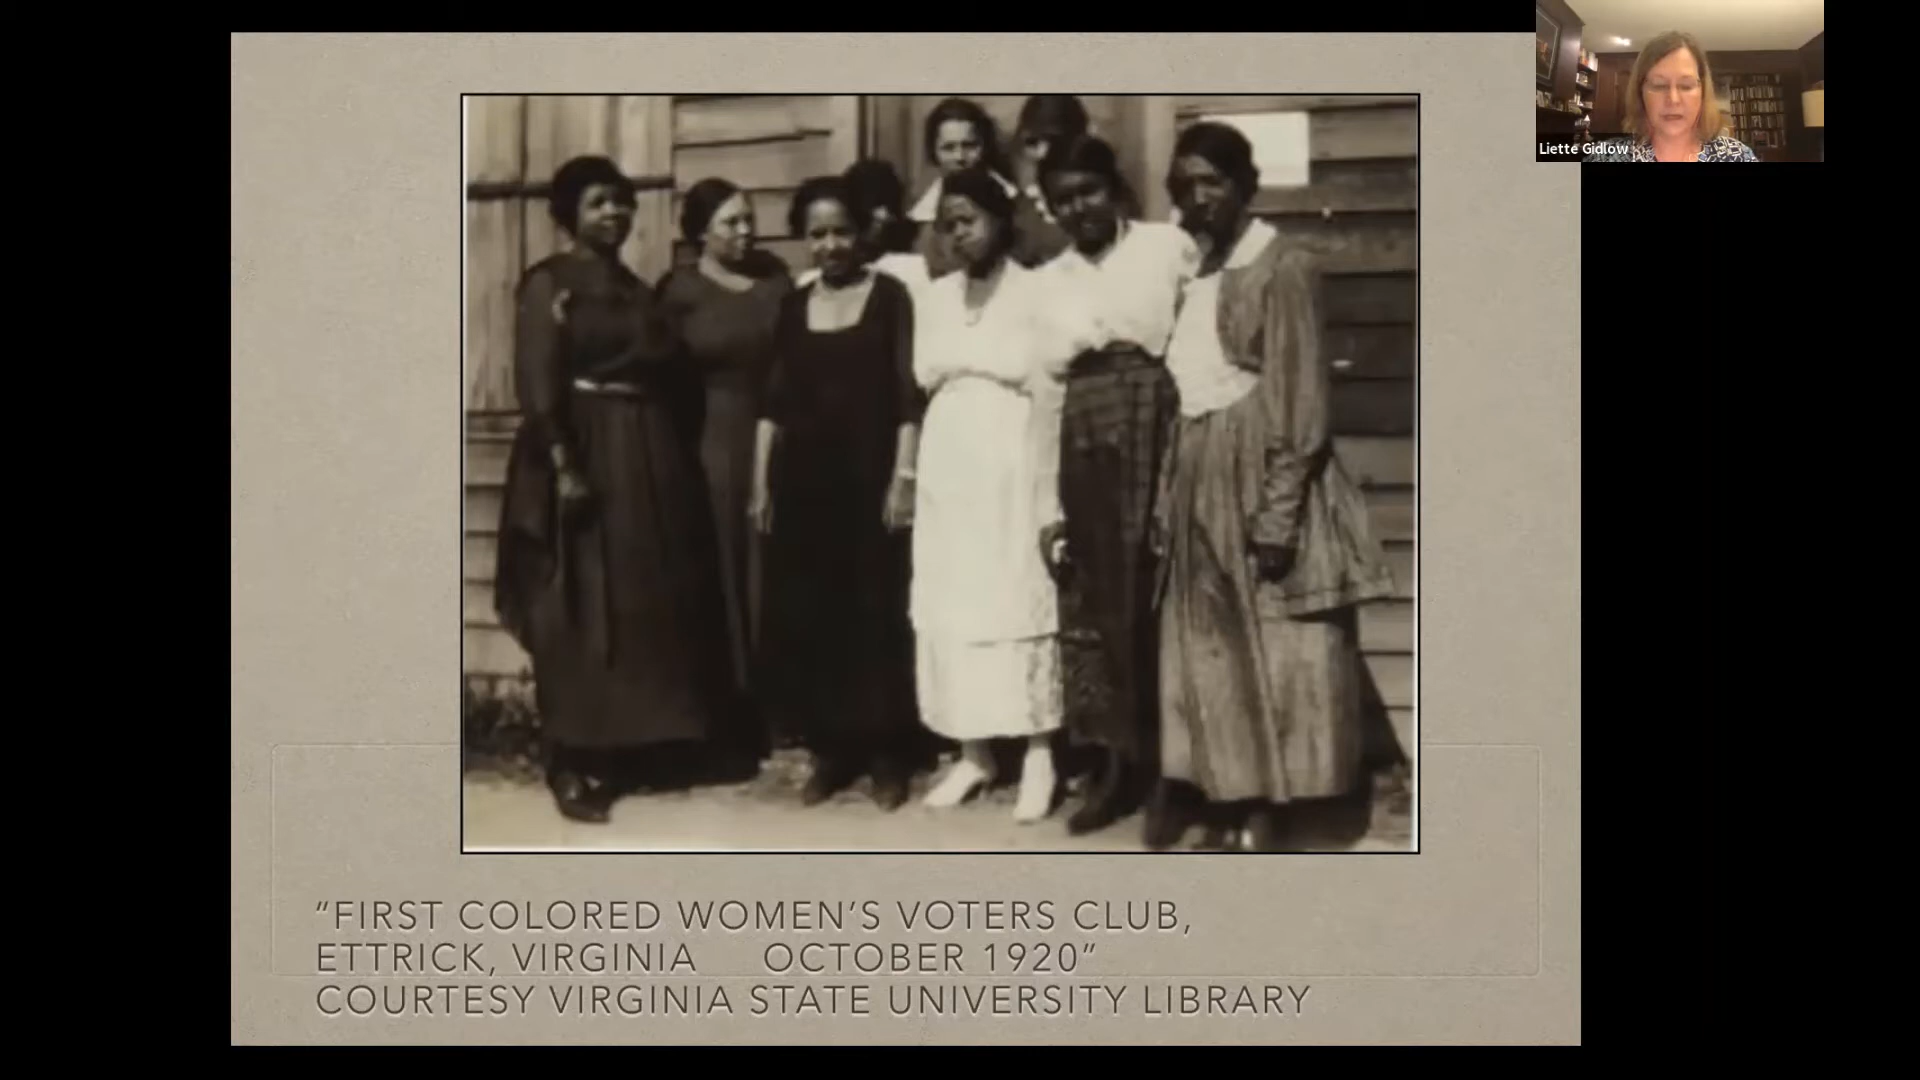 Liette Gidlow
“FIRST COLORED WOMEN’S VOTERS CLUB,
ETTRICK, VIRGINIA OCTOBER 1920”
COURTESY VIRGINIA STATE UNIVERSITY LIBRARY